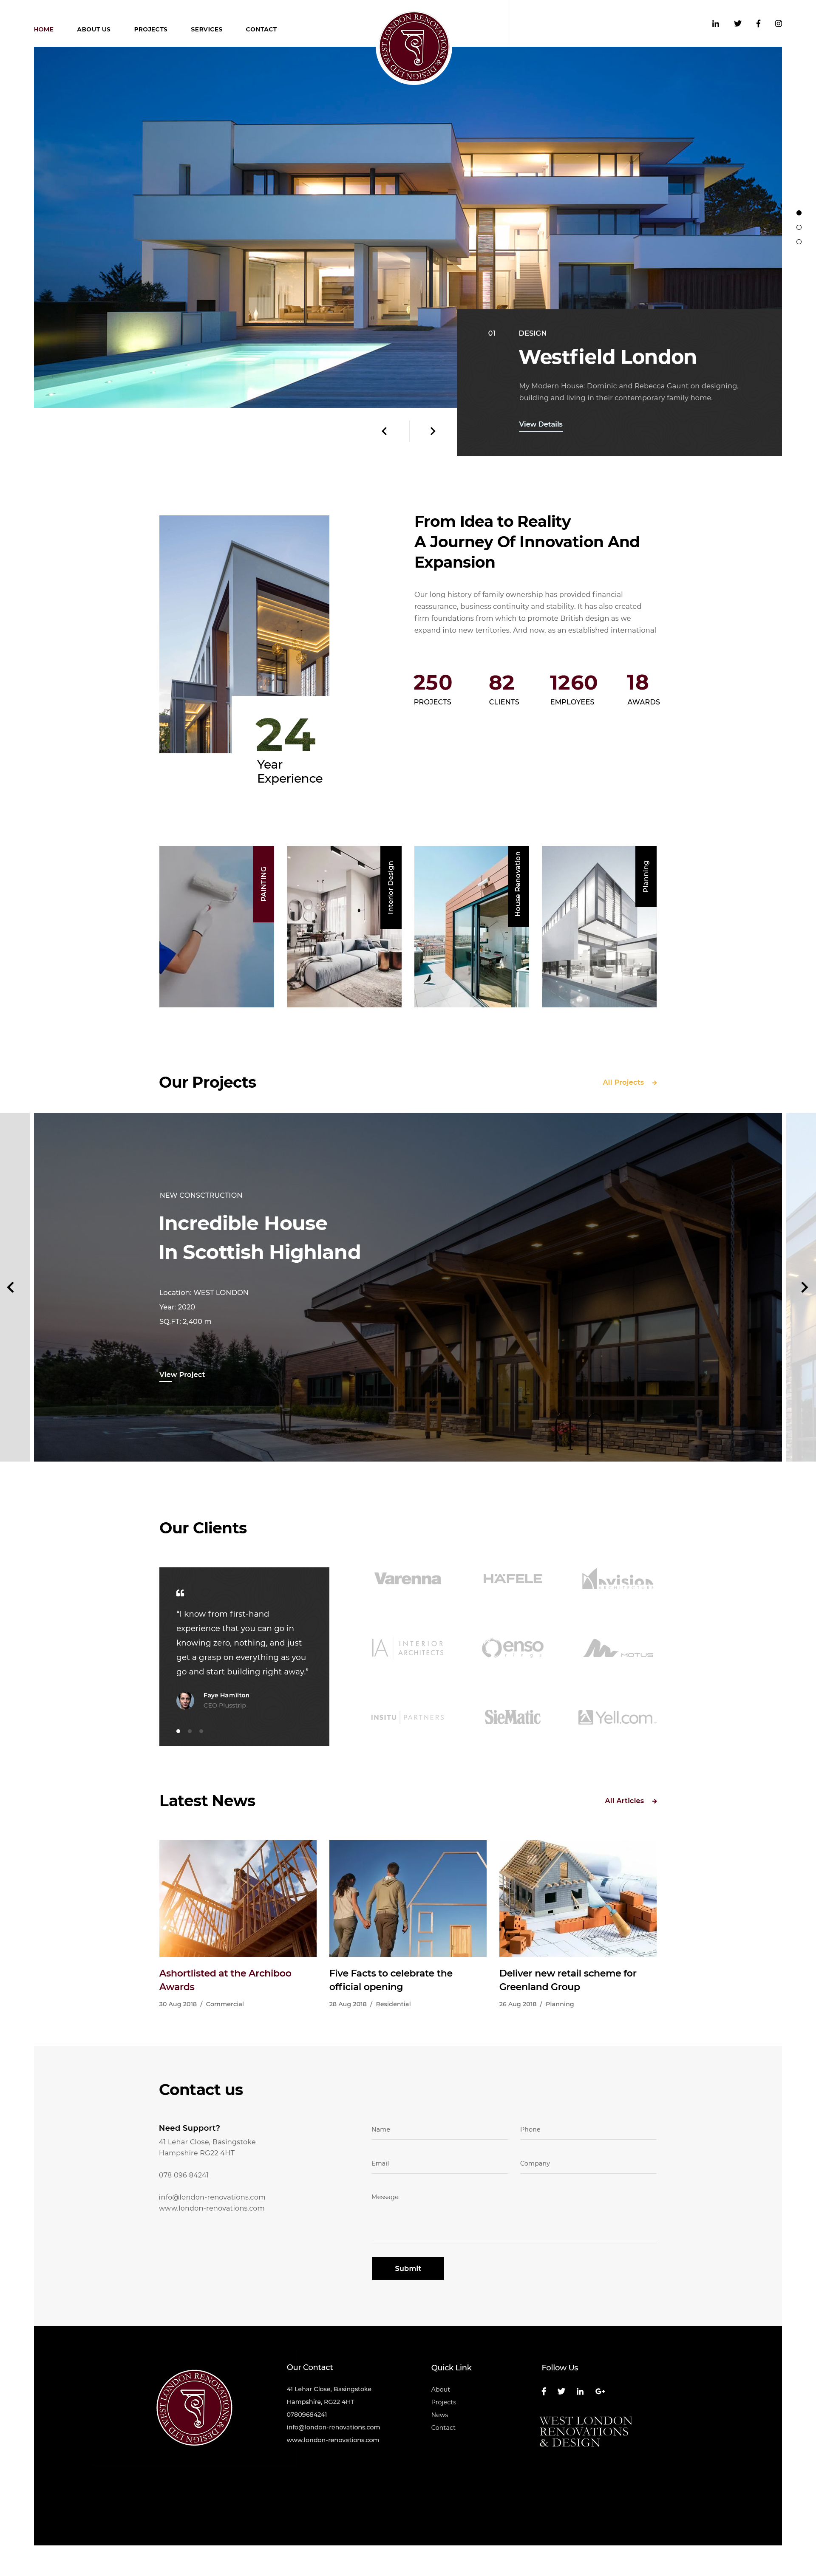 HOME ABOUT US PROJECTS SERVICES CONTACT
WEST LONDON RENOVATIONS & DESIGN LTD
01 DESIGN
Westfield London
My Modern House: Dominic and Rebecca Gaunt on designing,
building and living in their contemporary family home.
View Details
From Idea to Reality
A Journey Of Innovation And
Expansion
Our long history of family ownership has provided financial
reassurance, business continuity and stability. It has also created
firm foundations from which to promote British design as we
expand into new territories. And now, as an established international
250 82 1260 18
PROJECTS CLIENTS EMPLOYEES AWARDS
24
Year
Experience
PAINTING
Interior Design
House Renovation
Planning
Our Projects
All Projects
NEW CONSCTRUCTION
Incredible House
In Scottish Highland
Location: WEST LONDON
Year: 2020
SQ.FT: 2,400 m
View Project
Our Clients
“I know from first-hand
experience that you can go in
knowing zero, nothing, and just
get a grasp on everything as you
go and start building right away.”
Faye Hamilton
CEO Plusstrip
Varenna
HÄFELE
nvision
ARCHITECTURE
IA INTERIOR
ARCHITECTS
enso
rings
MOTUS
INSITU PARTNERS
SieMatic
Yell.com
Latest News
All Articles
Ashortlisted at the Archiboo
Awards
30 Aug 2018 / Commercial
Five Facts to celebrate the
official opening
28 Aug 2018 / Residential
Deliver new retail scheme for
Greenland Group
26 Aug 2018 / Planning
Contact us
Need Support?
41 Lehar Close, Basingstoke
Hampshire RG22 4HT
078 096 84241
info@london-renovations.com
www.london-renovations.com
Name
Phone
Email
Company
Message
Submit
WEST LONDON RENOVATIONS & DESIGN LTD
Our Contact
41 Lehar Close, Basingstoke
Hampshire, RG22 4HT
07809684241
info@london-renovations.com
www.london-renovations.com
Quick Link
About
Projects
News
Contact
Follow Us
WEST LONDON
RENOVATIONS
& DESIGN